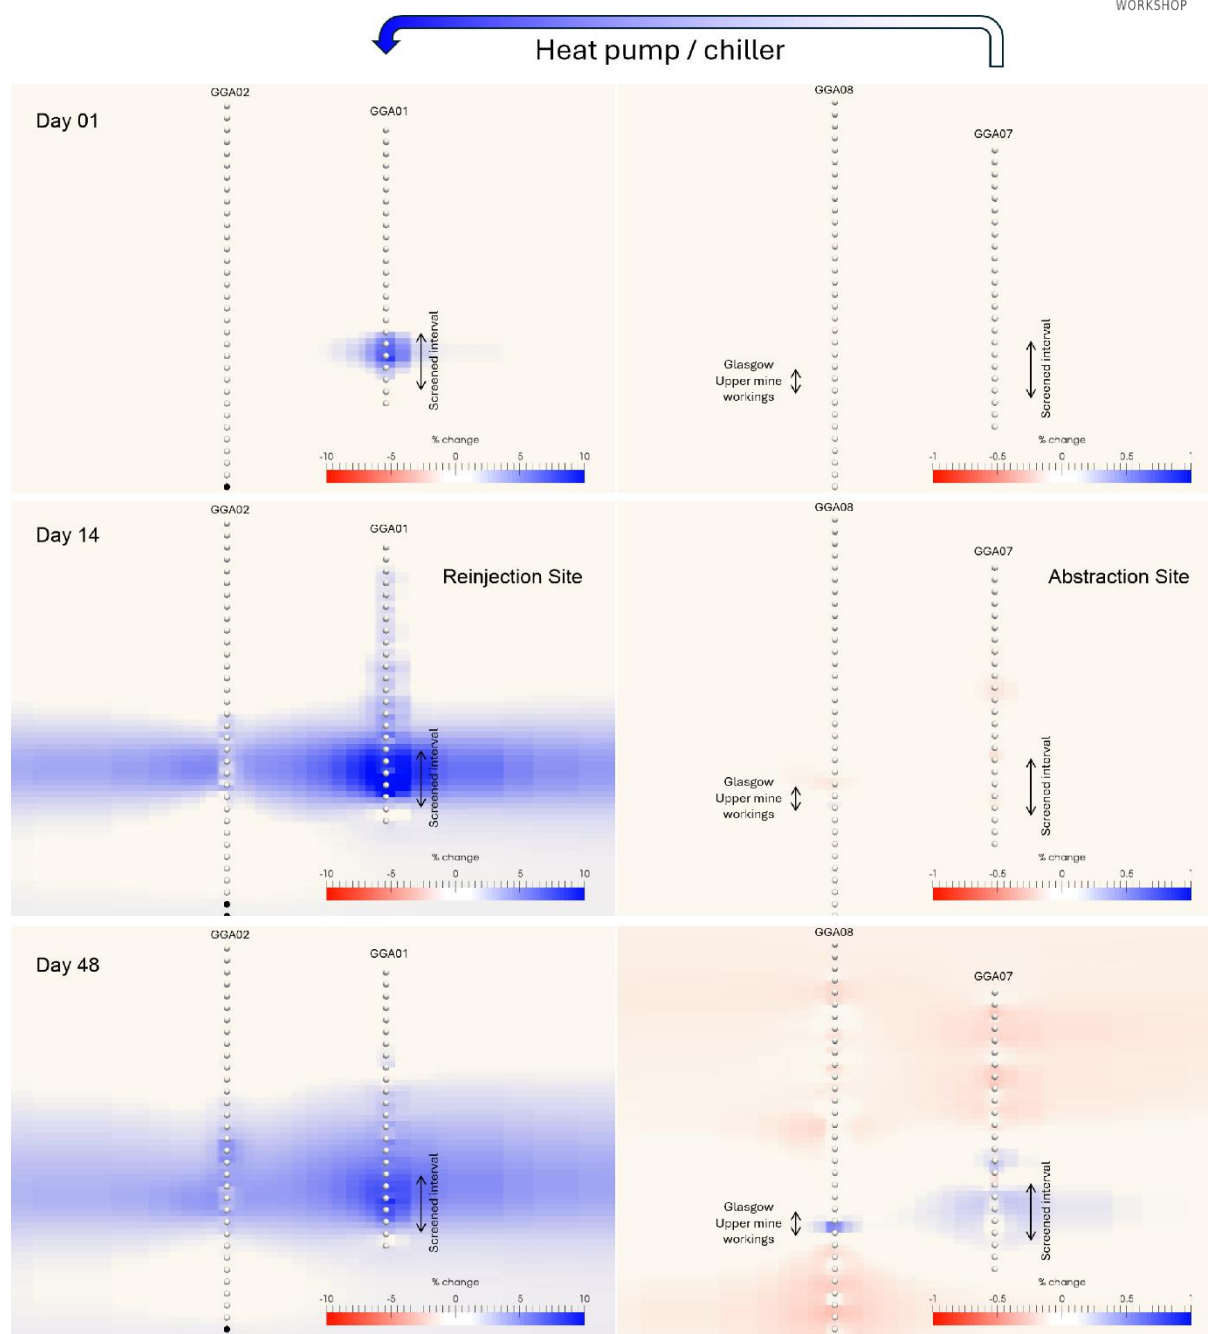 WORKSHOP
Heat pump / chiller
Day 01
GGA02
GGA01
Screened interval
% change
-10 -5 0 5 10
GGA08
GGA07
Glasgow
Upper mine
workings
Screened interval
% change
-1 -0.5 0 0.5 1
Day 14
GGA02
GGA01
Reinjection Site
Screened interval
% change
-10 -5 0 5 10
GGA08
GGA07
Abstraction Site
Glasgow
Upper mine
workings
Screened interval
% change
-1 -0.5 0 0.5 1
Day 48
GGA02
GGA01
Screened interval
% change
-10 -5 0 5 10
GGA08
GGA07
Glasgow
Upper mine
workings
Screened interval
% change
-1 -0.5 0 0.5 1